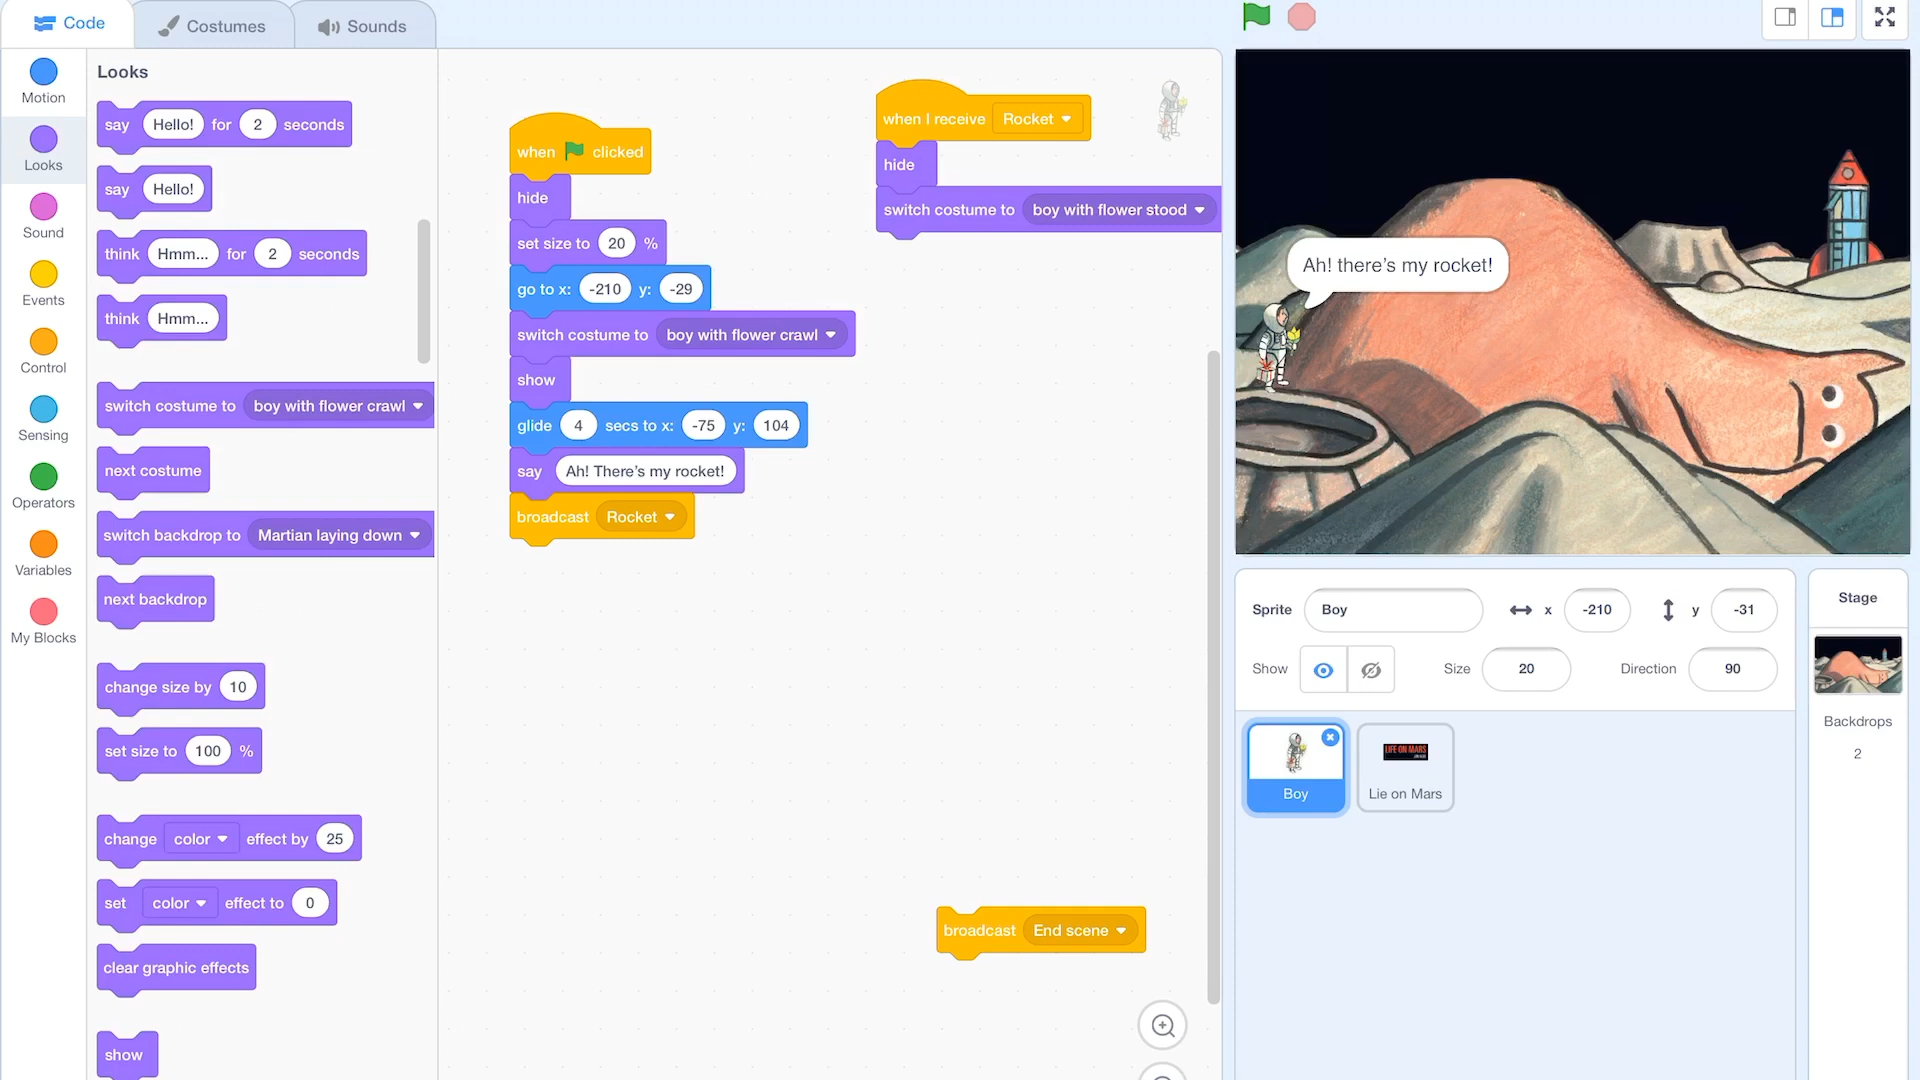 Code
Costumes
Sounds
Motion
Looks
Sound
Events
Control
Sensing
Operators
Variables
My Blocks
Looks
say Hello! for 2 seconds
say Hello!
think Hmm... for 2 seconds
think Hmm...
switch costume to boy with flower crawl
next costume
switch backdrop to Martian laying down
next backdrop
change size by 10
set size to 100 %
change color effect by 25
set color effect to 0
clear graphic effects
show
when clicked
hide
set size to 20 %
go to x: -210 y: -29
switch costume to boy with flower crawl
show
glide 4 secs to x: -75 y: 104
say Ah! There's my rocket!
broadcast Rocket
when I receive Rocket
hide
switch costume to boy with flower stood
broadcast End scene
Ah! there's my rocket!
Sprite Boy x -210 y -31
Show Size 20 Direction 90
Boy
LIFE ON MARS
Lie on Mars
Stage
Backdrops
2